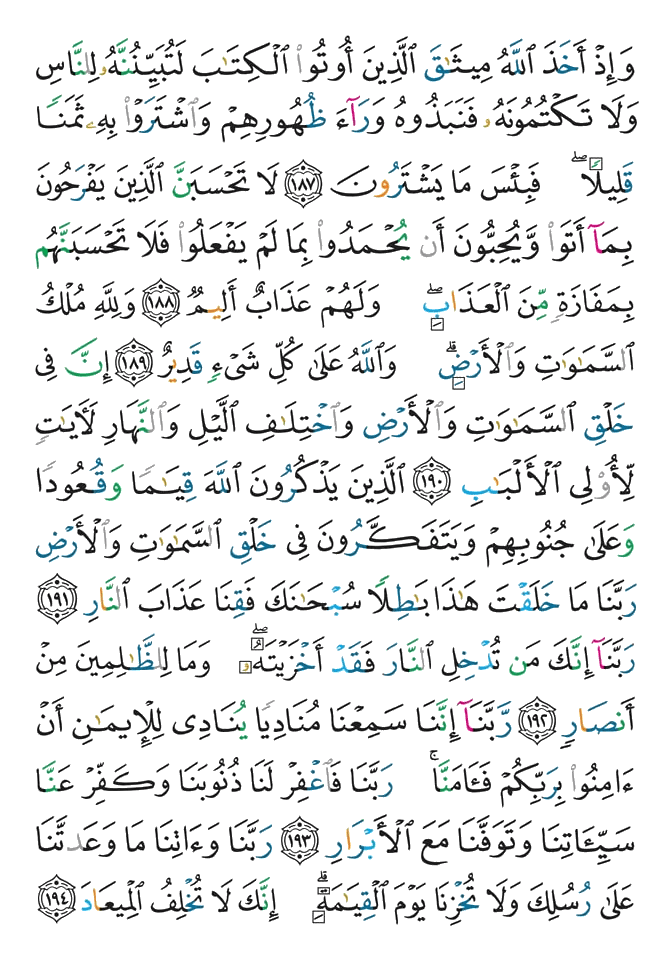 وَإِذْ أَخَذَ ٱللَّهُ مِيثَـٰقَ ٱلَّذِينَ أُوتُوا۟ ٱلْكِتَـٰبَ لَتُبَيِّنُنَّهُۥ لِلنَّاسِ
وَلَا تَكْتُمُونَهُۥ فَنَبَذُوهُ وَرَآءَ ظُهُورِهِمْ وَٱشْتَرَوْا۟ بِهِۦ ثَمَنًا
قَلِيلًا ۖ فَبِئْسَ مَا يَشْتَرُونَ ١٨٧ لَا تَحْسَبَنَّ ٱلَّذِينَ يَفْرَحُونَ
بِمَآ أَتَوا۟ وَّيُحِبُّونَ أَن يُحْمَدُوا۟ بِمَا لَمْ يَفْعَلُوا۟ فَلَا تَحْسَبَنَّهُم
بِمَفَازَةٍ مِّنَ ٱلْعَذَابِ ۖ وَلَهُمْ عَذَابٌ أَلِيمٌ ١٨٨ وَلِلَّهِ مُلْكُ
ٱلسَّمَـٰوَٰتِ وَٱلْأَرْضِ ۗ وَٱللَّهُ عَلَىٰ كُلِّ شَىْءٍ قَدِيرٌ ١٨٩ إِنَّ فِى
خَلْقِ ٱلسَّمَـٰوَٰتِ وَٱلْأَرْضِ وَٱخْتِلَـٰفِ ٱلَّيْلِ وَٱلنَّهَارِ لَـَٔايَـٰتٍ
لِّأُو۟لِى ٱلْأَلْبَـٰبِ ١٩٠ ٱلَّذِينَ يَذْكُرُونَ ٱللَّهَ قِيَـٰمًا وَقُعُودًا
وَعَلَىٰ جُنُوبِهِمْ وَيَتَفَكَّرُونَ فِى خَلْقِ ٱلسَّمَـٰوَٰتِ وَٱلْأَرْضِ
رَبَّنَا مَا خَلَقْتَ هَـٰذَا بَـٰطِلًا سُبْحَـٰنَكَ فَقِنَا عَذَابَ ٱلنَّارِ ١٩١
رَبَّنَآ إِنَّكَ مَن تُدْخِلِ ٱلنَّارَ فَقَدْ أَخْزَيْتَهُۥ ۖ وَمَا لِلظَّـٰلِمِينَ مِنْ
أَنصَارٍ ١٩٢ رَّبَّنَآ إِنَّنَا سَمِعْنَا مُنَادِيًا يُنَادِى لِلْإِيمَـٰنِ أَنْ
ءَامِنُوا۟ بِرَبِّكُمْ فَـَٔامَنَّا ۚ رَبَّنَا فَٱغْفِرْ لَنَا ذُنُوبَنَا وَكَفِّرْ عَنَّا
سَيِّـَٔاتِنَا وَتَوَفَّنَا مَعَ ٱلْأَبْرَارِ ١٩٣ رَبَّنَا وَءَاتِنَا مَا وَعَدتَّنَا
عَلَىٰ رُسُلِكَ وَلَا تُخْزِنَا يَوْمَ ٱلْقِيَـٰمَةِ ۗ إِنَّكَ لَا تُخْلِفُ ٱلْمِيعَادَ ١٩٤